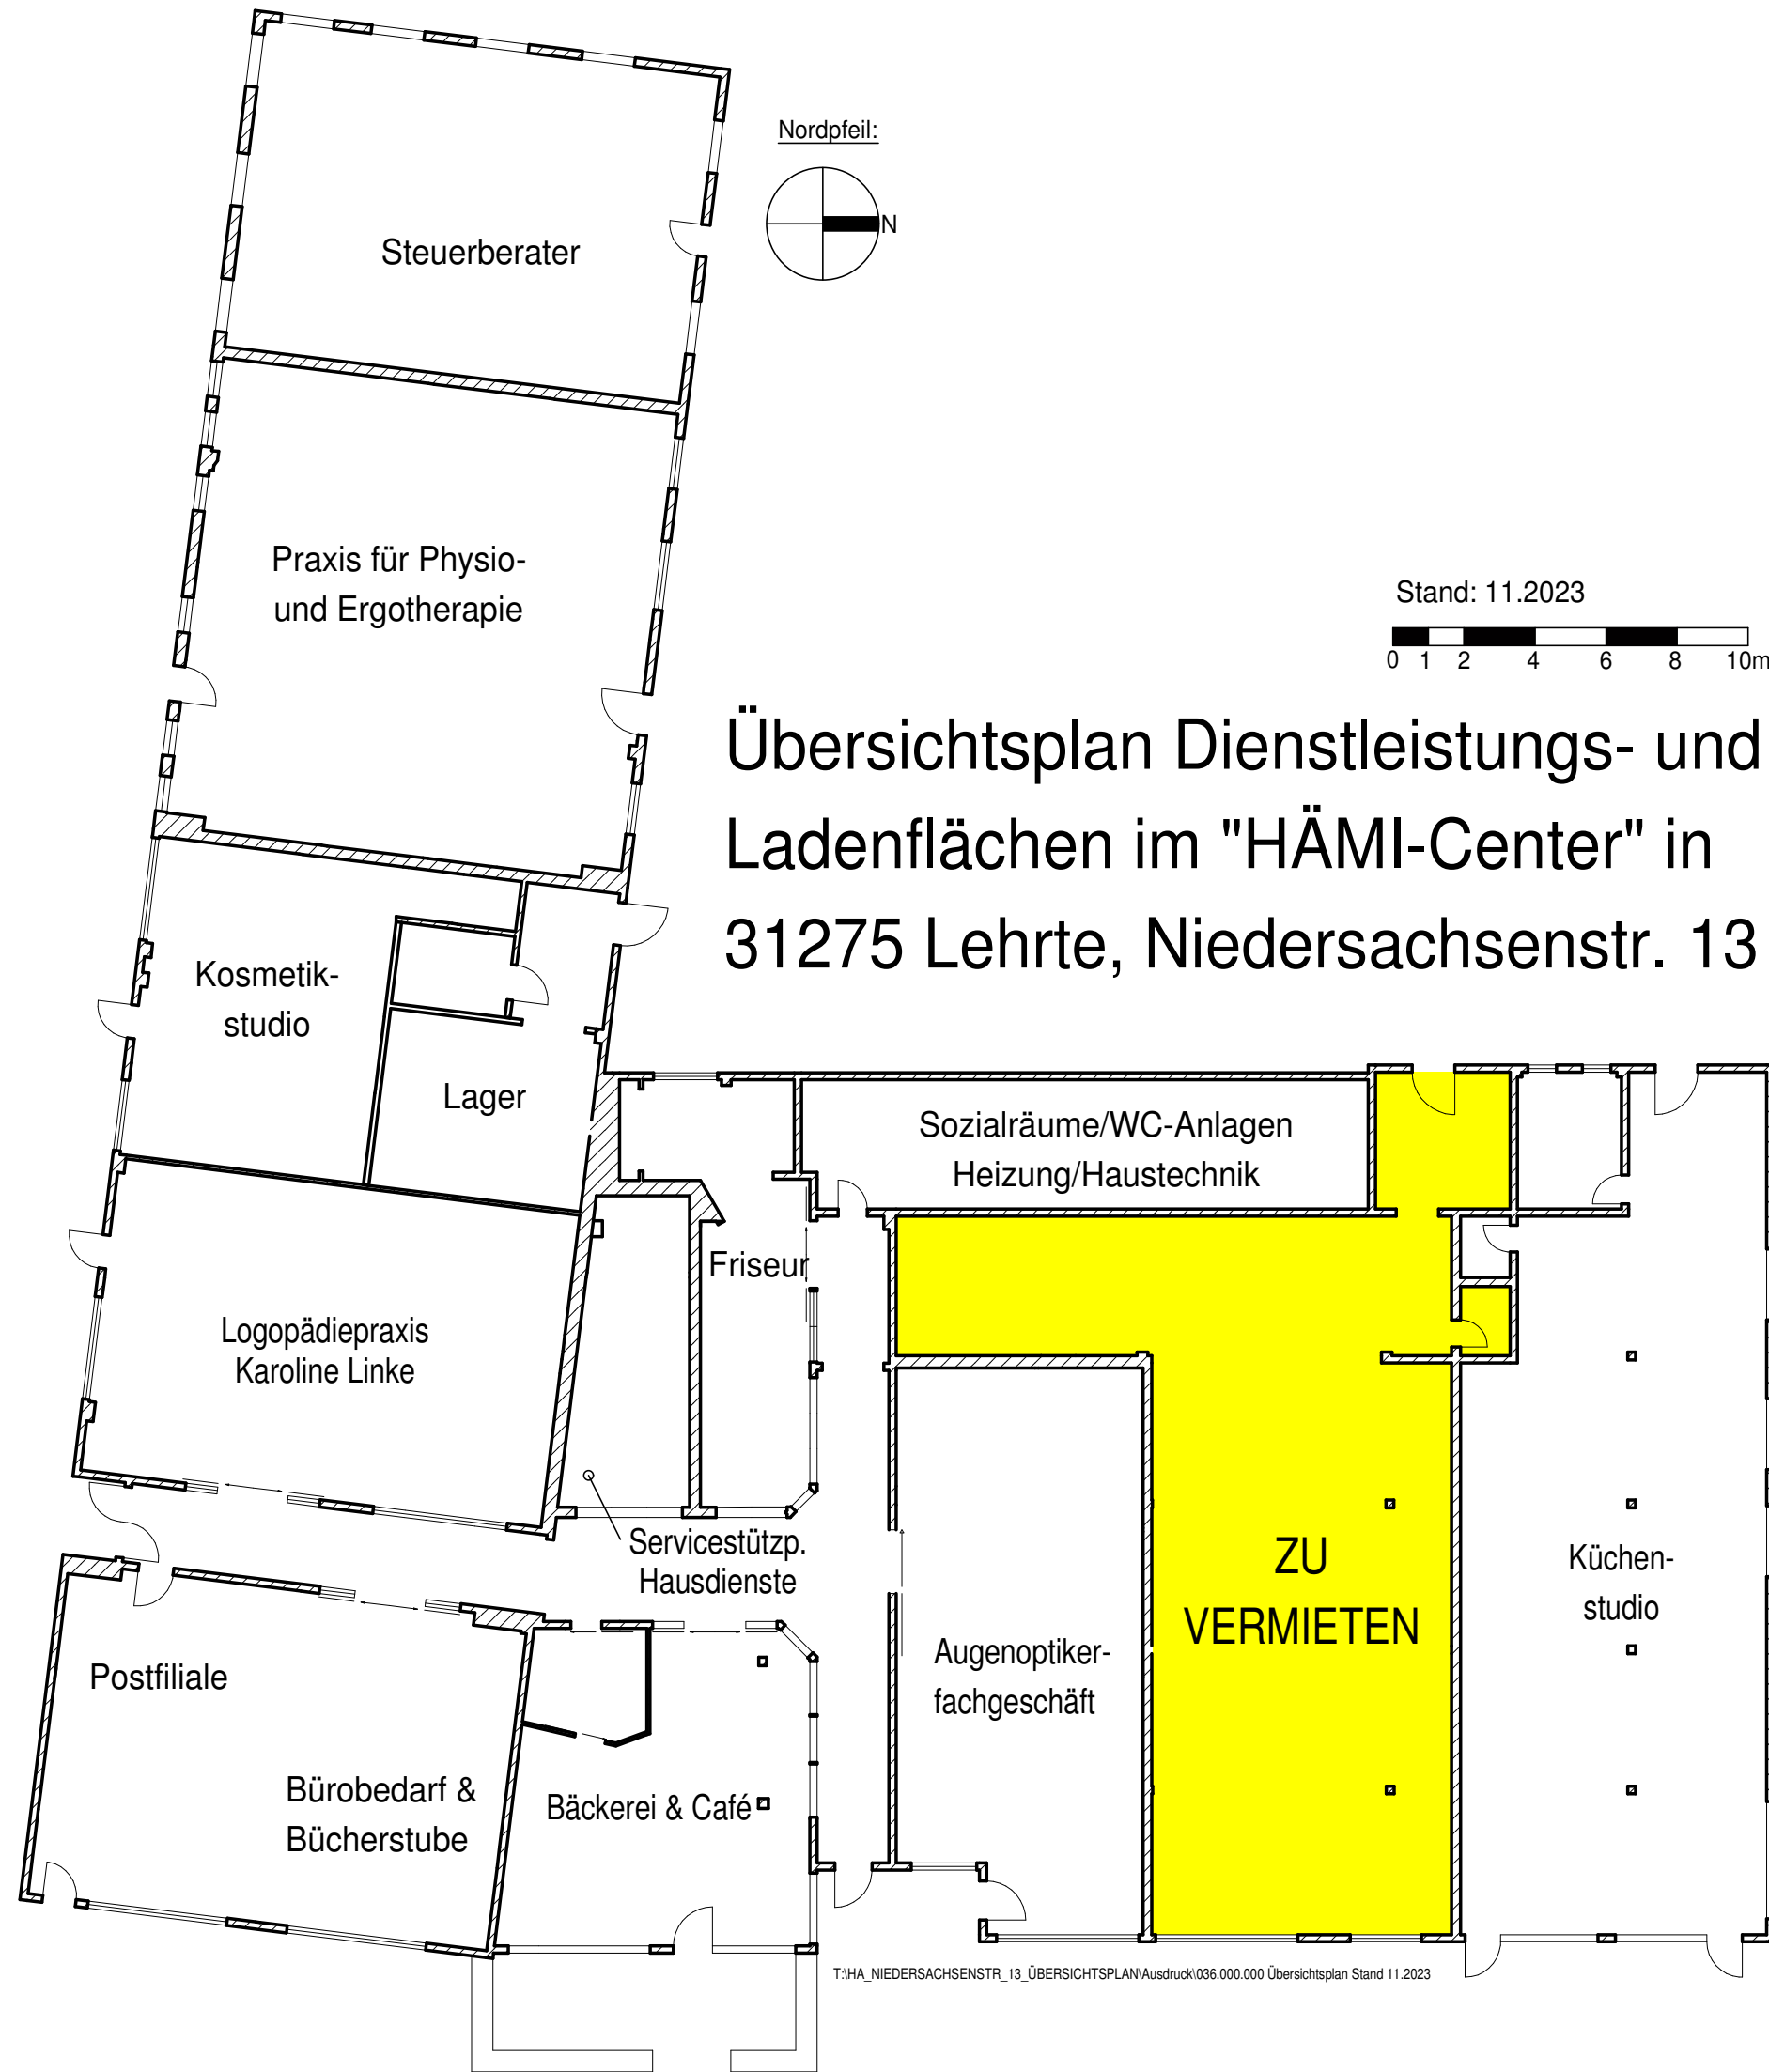 Nordpfeil:
N
Steuerberater
Praxis für Physio-
und Ergotherapie
Stand: 11.2023
0 1 2 4 6 8 10m
Übersichtsplan Dienstleistungs- und
Ladenflächen im "HÄMI-Center" in
31275 Lehrte, Niedersachsenstr. 13
Kosmetik-
studio
Lager
Sozialräume/WC-Anlagen
Heizung/Haustechnik
Friseur
Logopädiepraxis
Karoline Linke
Servicestützp.
Hausdienste
ZU
VERMIETEN
Küchen-
studio
Augenoptiker-
fachgeschäft
Postfiliale
Bürobedarf &
Bücherstube
Bäckerei & Café
T:\HA_NIEDERSACHSENSTR_13_ÜBERSICHTSPLAN\Ausdruck\036.000.000 Übersichtsplan Stand 11.2023